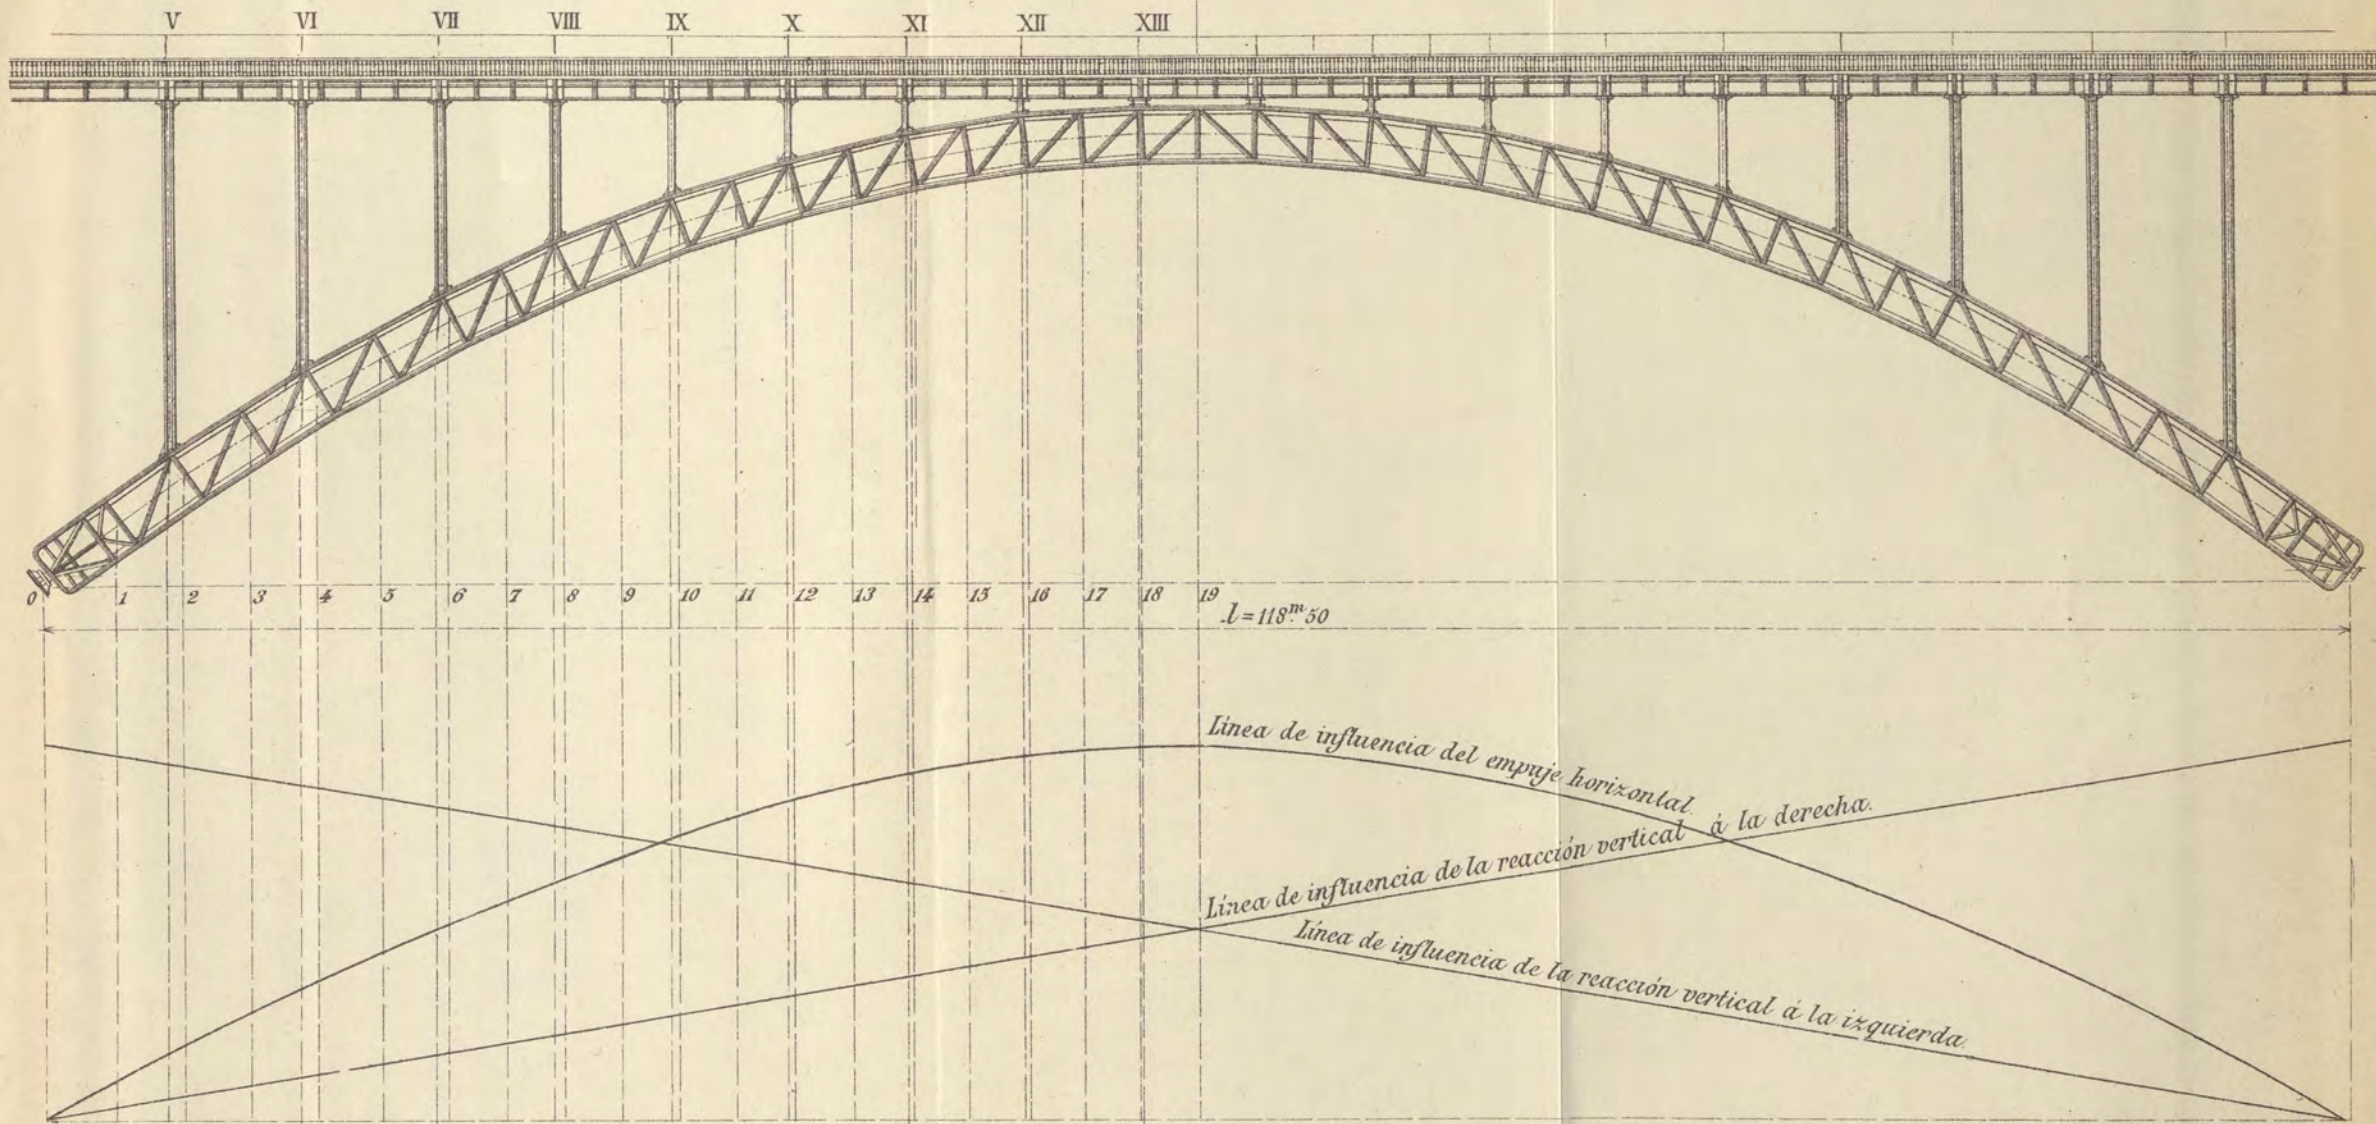 V VI VII VIII IX X XI XII XIII
0 1 2 3 4 5 6 7 8 9 10 11 12 13 14 15 16 17 18 19
l=118m.50
Línea de influencia del empuje horizontal.
Línea de influencia de la reacción vertical á la derecha.
Línea de influencia de la reacción vertical á la izquierda.